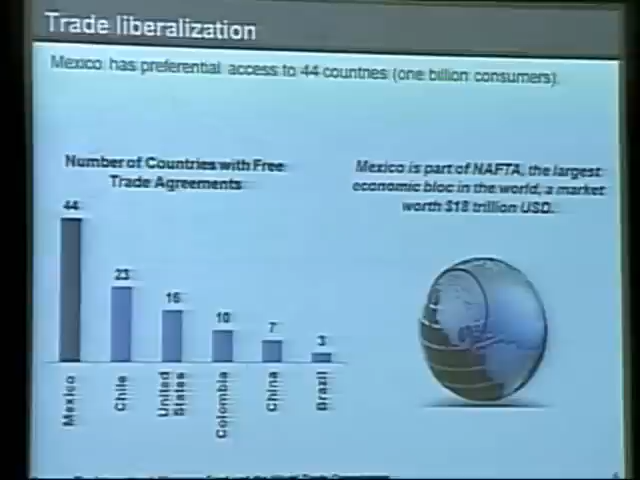 Trade liberalization
Mexico has preferential access to 44 countries (one billion consumers).
Number of Countries with Free
Trade Agreements
44
23
16
10
7
3
Mexico
Chile
United
States
Colombia
China
Brazil
Mexico is part of NAFTA, the largest
economic bloc in the world, a market
worth $18 trillion USD.